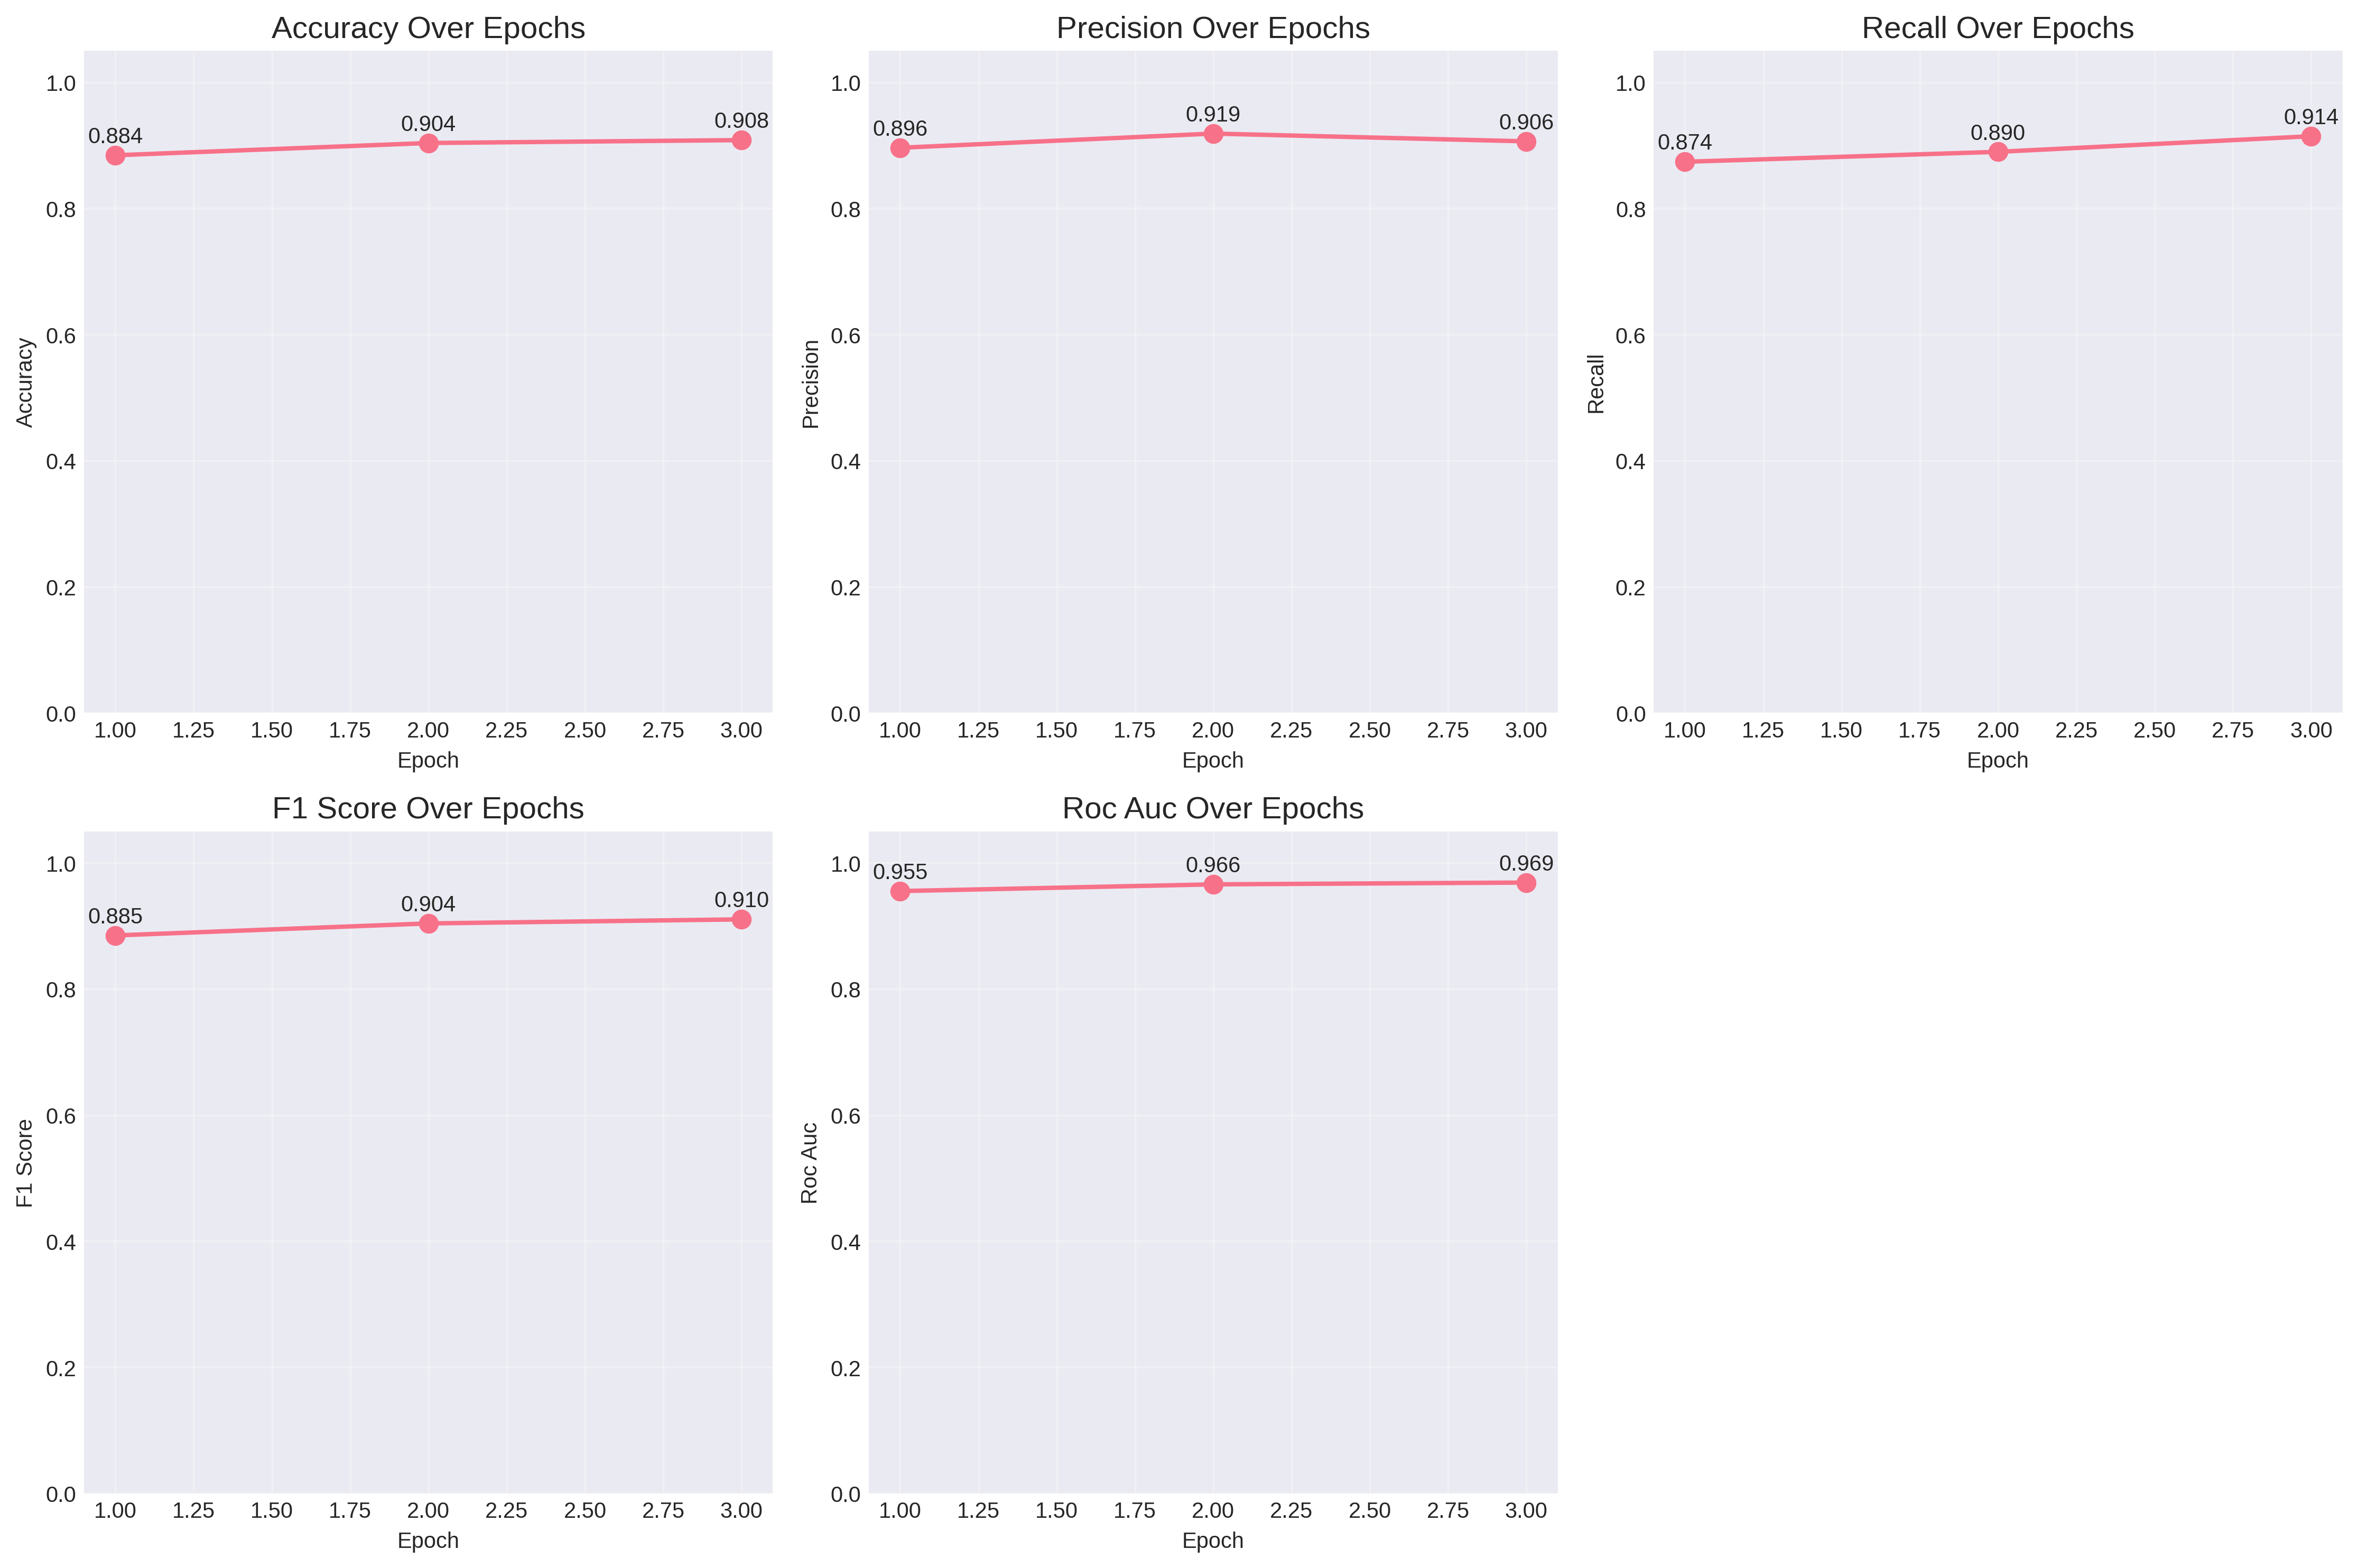 Accuracy Over Epochs
Accuracy
1.0
0.8
0.6
0.4
0.2
0.0
0.884
0.904
0.908
1.00 1.25 1.50 1.75 2.00 2.25 2.50 2.75 3.00
Epoch
Precision Over Epochs
Precision
1.0
0.8
0.6
0.4
0.2
0.0
0.896
0.919
0.906
1.00 1.25 1.50 1.75 2.00 2.25 2.50 2.75 3.00
Epoch
Recall Over Epochs
Recall
1.0
0.8
0.6
0.4
0.2
0.0
0.874
0.890
0.914
1.00 1.25 1.50 1.75 2.00 2.25 2.50 2.75 3.00
Epoch
F1 Score Over Epochs
F1 Score
1.0
0.8
0.6
0.4
0.2
0.0
0.885
0.904
0.910
1.00 1.25 1.50 1.75 2.00 2.25 2.50 2.75 3.00
Epoch
Roc Auc Over Epochs
Roc Auc
1.0
0.8
0.6
0.4
0.2
0.0
0.955
0.966
0.969
1.00 1.25 1.50 1.75 2.00 2.25 2.50 2.75 3.00
Epoch